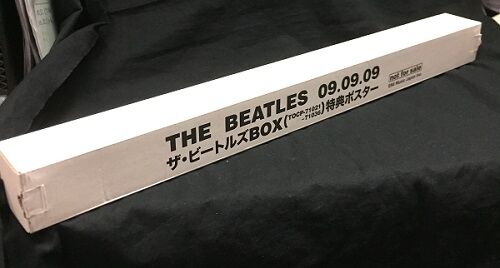 THE BEATLES 09.09.09
ザ・ビートルズBOX(TOCP-71021-71036)特典ポスター
not for sale
EMI Music Japan Inc.